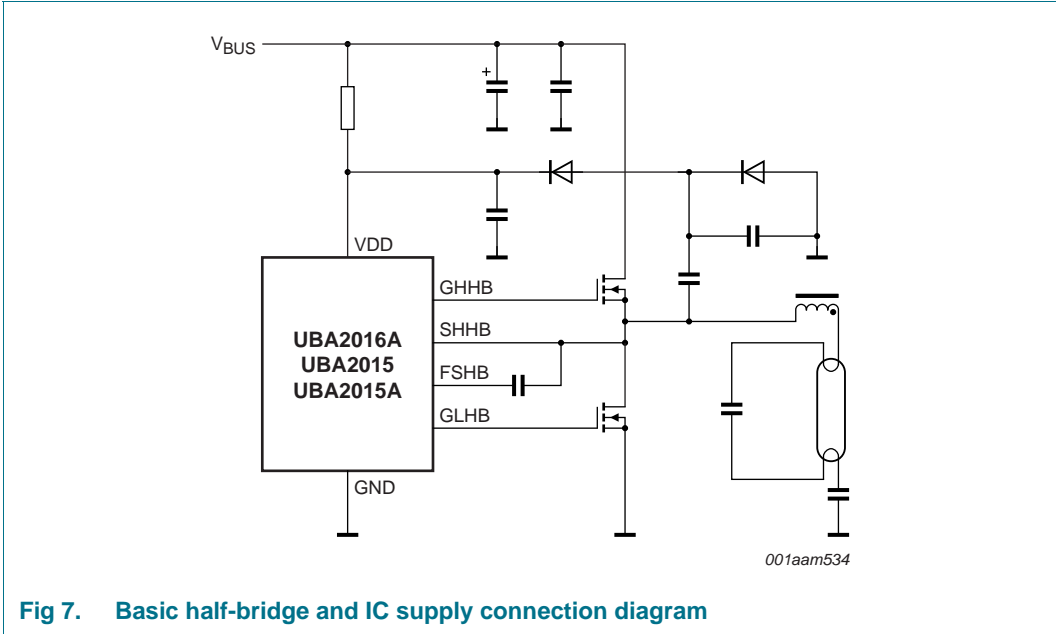 VBUS
+
VDD
GHHB
SHHB
FSHB
GLHB
UBA2016A
UBA2015
UBA2015A
GND
001aam534
Fig 7. Basic half-bridge and IC supply connection diagram